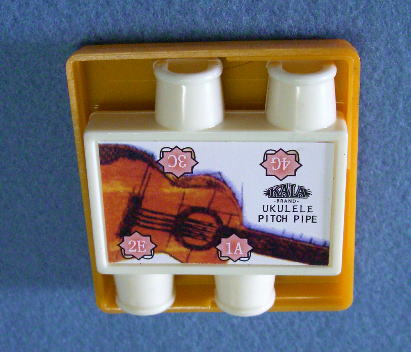 3C
4G
KALA
-BRAND-
UKULELE
PITCH PIPE
2E
1A